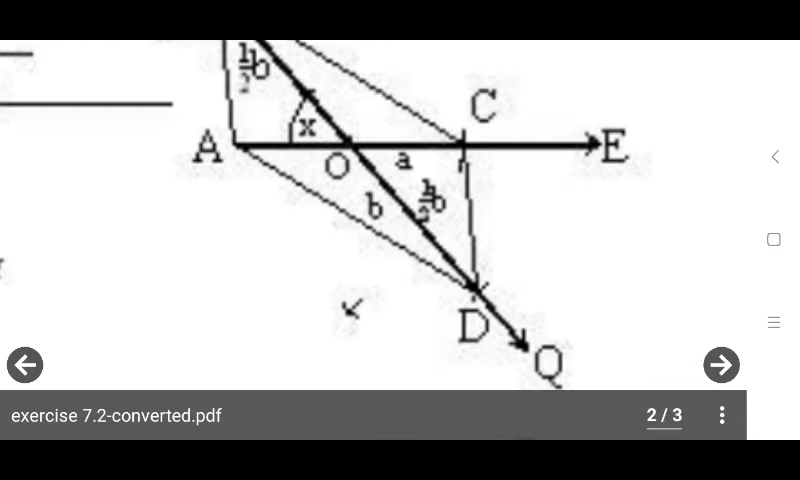 ½b
C
x
A
E
O
a
½b
b
D
Q
exercise 7.2-converted.pdf
2 / 3